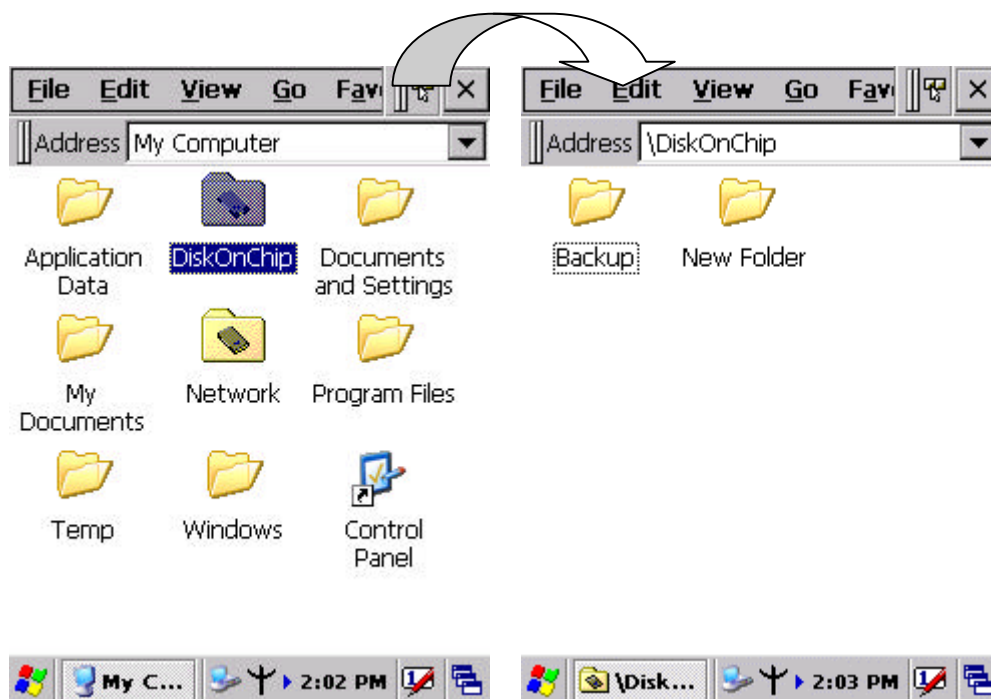 File Edit View Go Fav
Address My Computer
Application Data
DiskOnChip
Documents and Settings
My Documents
Network
Program Files
Temp
Windows
Control Panel
My C... 2:02 PM
File Edit View Go Fav
Address \DiskOnChip
Backup
New Folder
\Disk... 2:03 PM